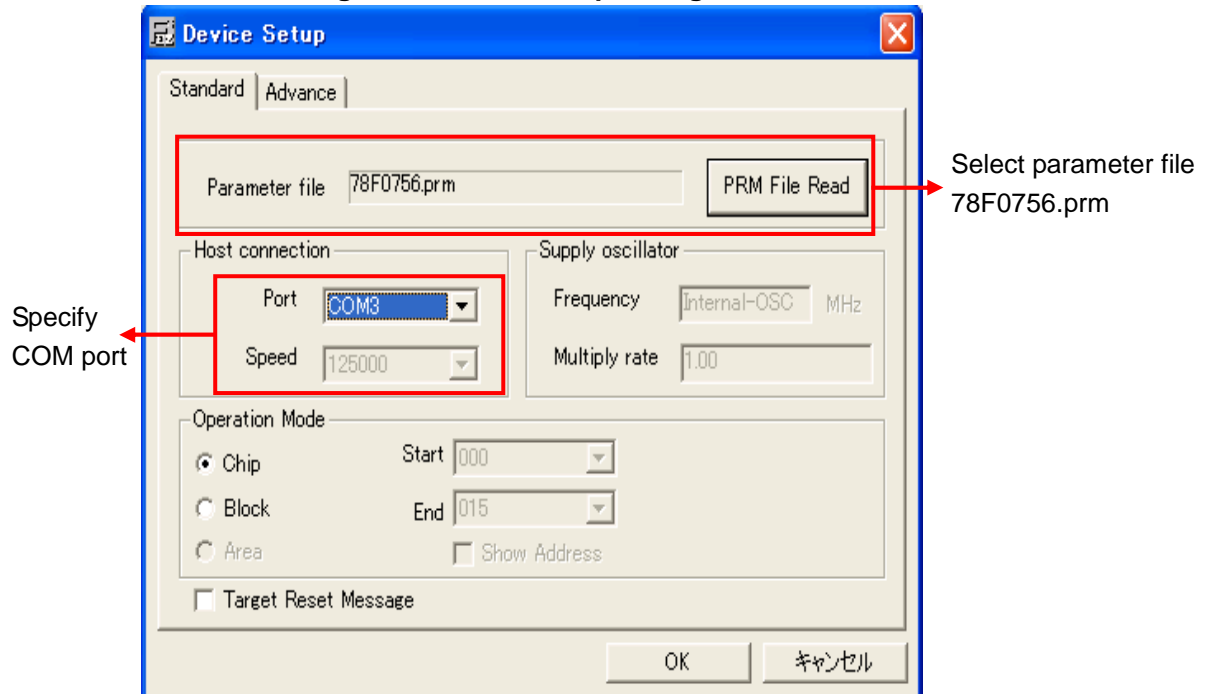 Device Setup
Standard
Advance
Parameter file
78F0756.prm
PRM File Read
Select parameter file
78F0756.prm
Host connection
Port
COM3
Speed
125000
Specify
COM port
Supply oscillator
Frequency
Internal-OSC
MHz
Multiply rate
1.00
Operation Mode
Chip
Start
000
Block
End
015
Area
Show Address
Target Reset Message
OK
キャンセル